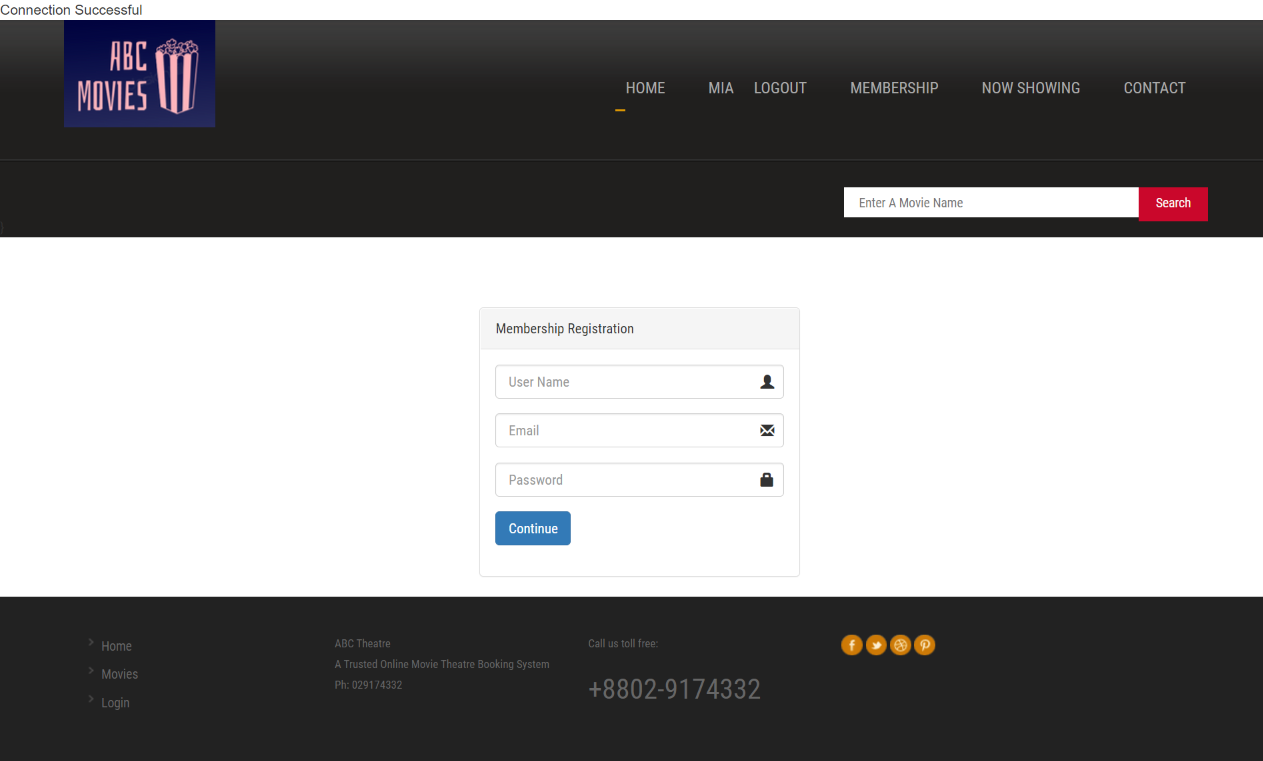 Connection Successful
ABC
MOVIES
HOME MIA LOGOUT MEMBERSHIP NOW SHOWING CONTACT
Enter A Movie Name Search
Membership Registration
User Name
Email
Password
Continue
Home
Movies
Login
ABC Theatre
A Trusted Online Movie Theatre Booking System
Ph: 029174332
Call us toll free:
+8802-9174332